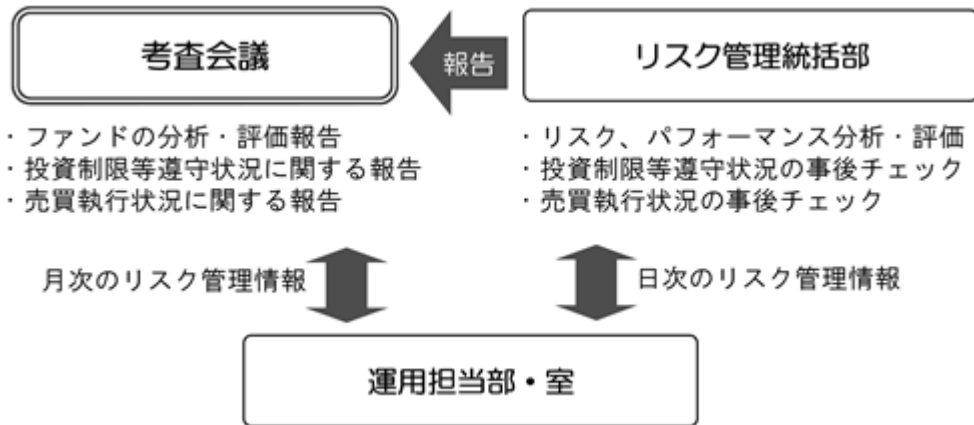 考査会議
報告
リスク管理統括部
・ファンドの分析・評価報告
・投資制限等遵守状況に関する報告
・売買執行状況に関する報告
・リスク、パフォーマンス分析・評価
・投資制限等遵守状況の事後チェック
・売買執行状況の事後チェック
月次のリスク管理情報
日次のリスク管理情報
運用担当部・室